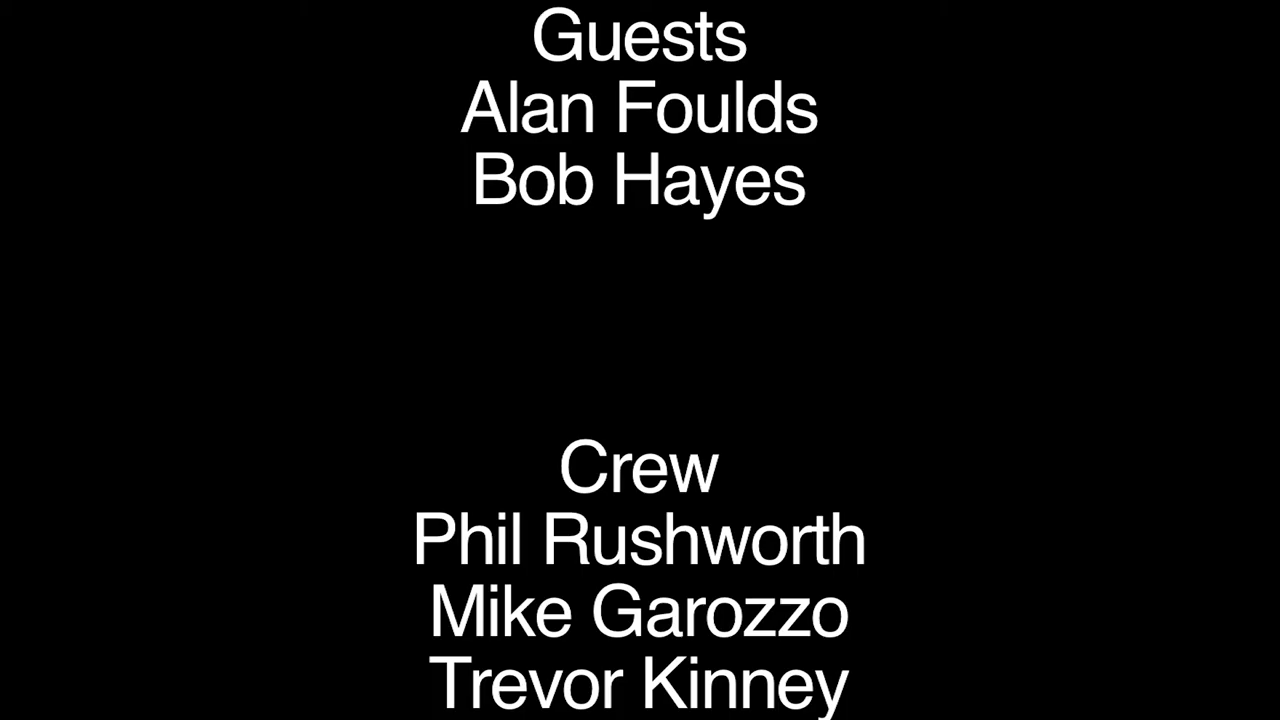 Guests
Alan Foulds
Bob Hayes
Crew
Phil Rushworth
Mike Garozzo
Trevor Kinney